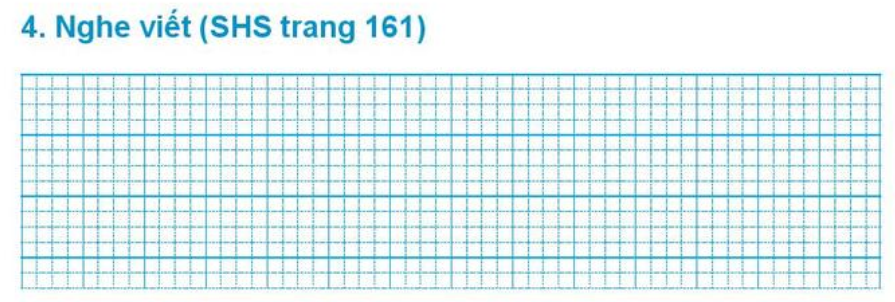 4. Nghe viết (SHS trang 161)